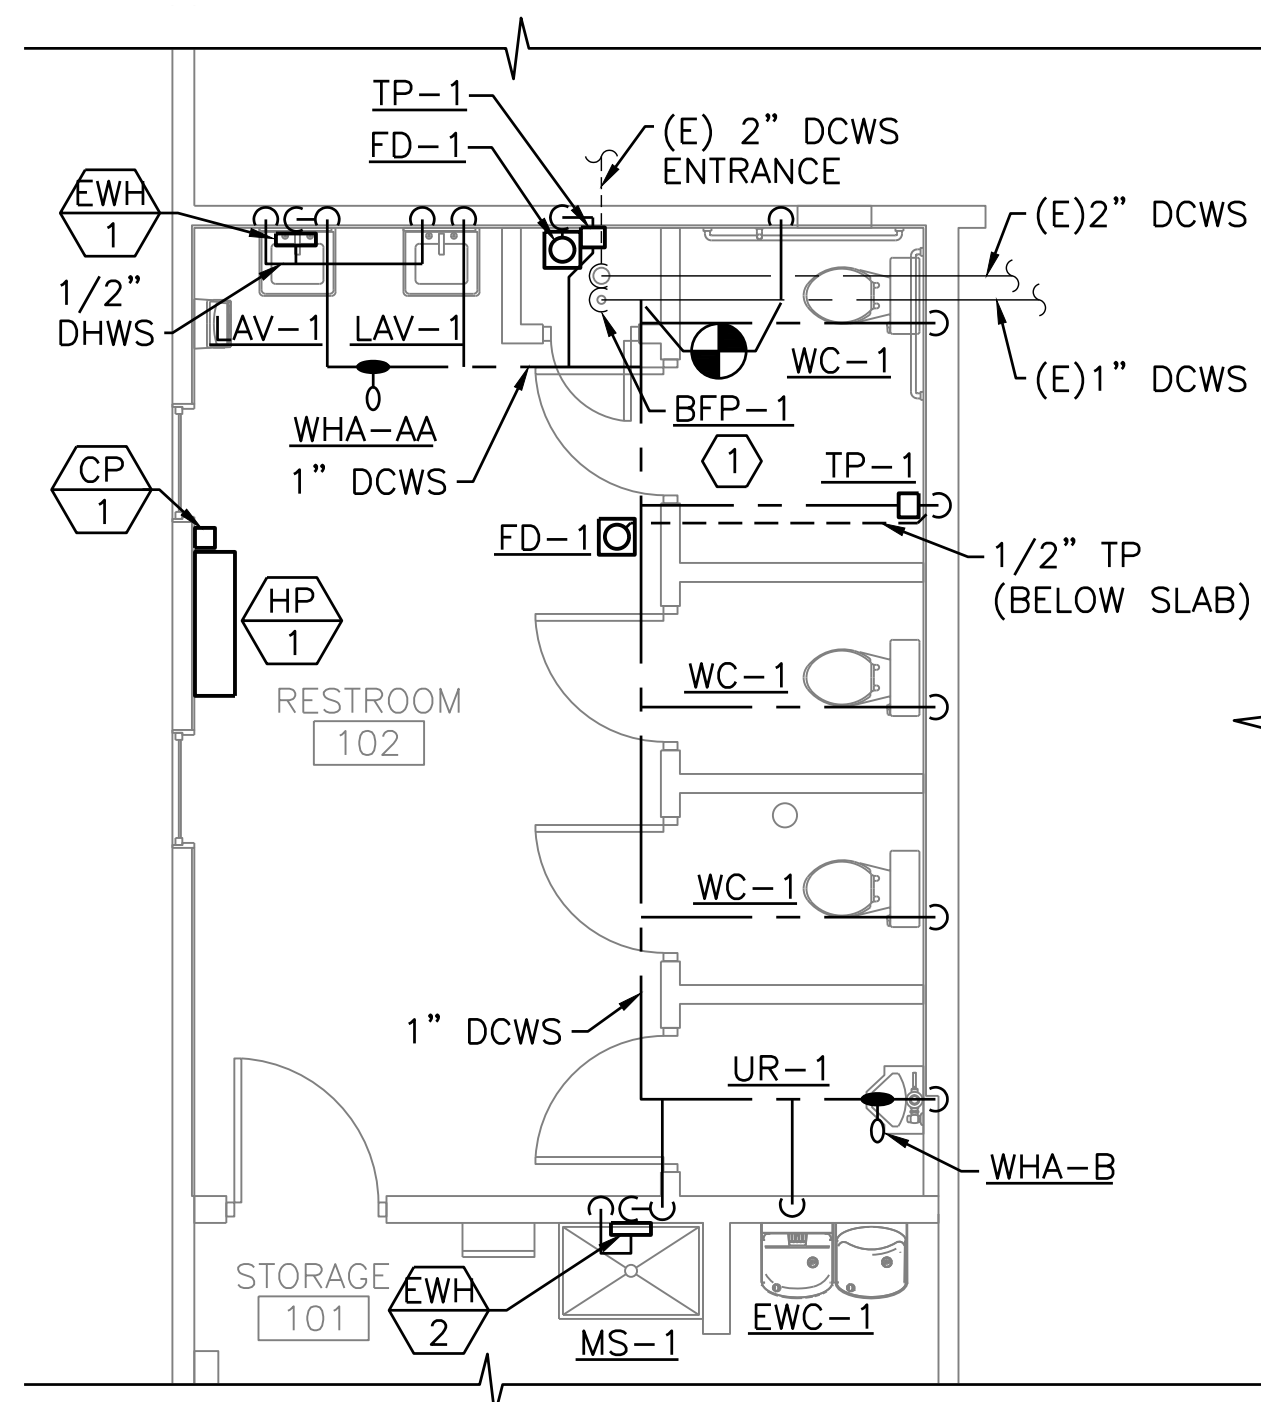 TP-1
FD-1
(E) 2" DCWS
ENTRANCE
EWH
1
(E)2" DCWS
1/2"
DHWS
LAV-1
LAV-1
WC-1
(E)1" DCWS
BFP-1
WHA-AA
1" DCWS
1
TP-1
CP
1
FD-1
1/2" TP
(BELOW SLAB)
HP
1
WC-1
RESTROOM
102
WC-1
1" DCWS
UR-1
WHA-B
STORAGE
101
EWH
2
EWC-1
MS-1